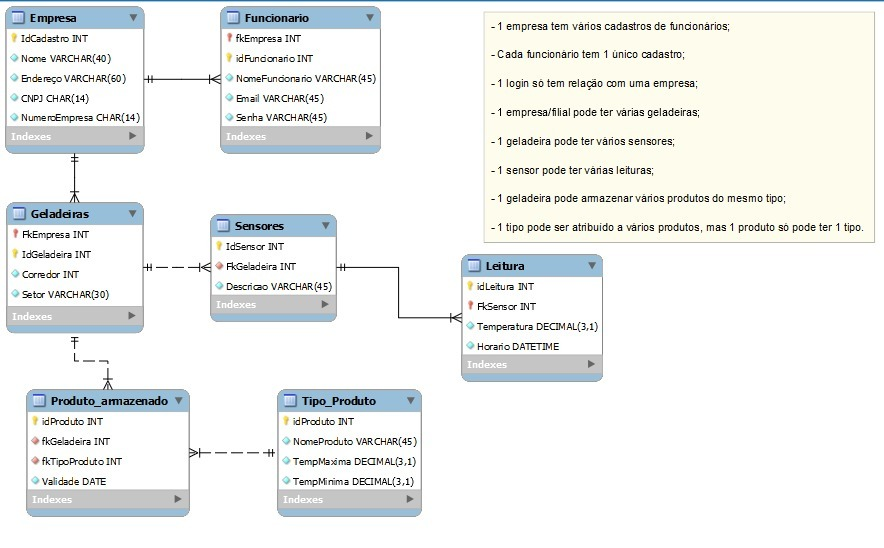 Empresa
IdCadastro INT
Nome VARCHAR(40)
Endereço VARCHAR(60)
CNPJ CHAR(14)
NumeroEmpresa CHAR(14)
Indexes
Funcionario
fkEmpresa INT
idFuncionario INT
NomeFuncionario VARCHAR(45)
Email VARCHAR(45)
Senha VARCHAR(45)
Indexes
- 1 empresa tem vários cadastros de funcionários;
- Cada funcionário tem 1 único cadastro;
- 1 login só tem relação com uma empresa;
- 1 empresa/filial pode ter várias geladeiras;
- 1 geladeira pode ter vários sensores;
- 1 sensor pode ter várias leituras;
- 1 geladeira pode armazenar vários produtos do mesmo tipo;
- 1 tipo pode ser atribuído a vários produtos, mas 1 produto só pode ter 1 tipo.
Geladeiras
FkEmpresa INT
IdGeladeira INT
Corredor INT
Setor VARCHAR(30)
Indexes
Sensores
IdSensor INT
FkGeladeira INT
Descricao VARCHAR(45)
Indexes
Leitura
idLeitura INT
FkSensor INT
Temperatura DECIMAL(3,1)
Horario DATETIME
Indexes
Produto_armazenado
idProduto INT
fkGeladeira INT
fkTipoProduto INT
Validade DATE
Indexes
Tipo_Produto
idProduto INT
NomeProduto VARCHAR(45)
TempMaxima DECIMAL(3,1)
TempMinima DECIMAL(3,1)
Indexes